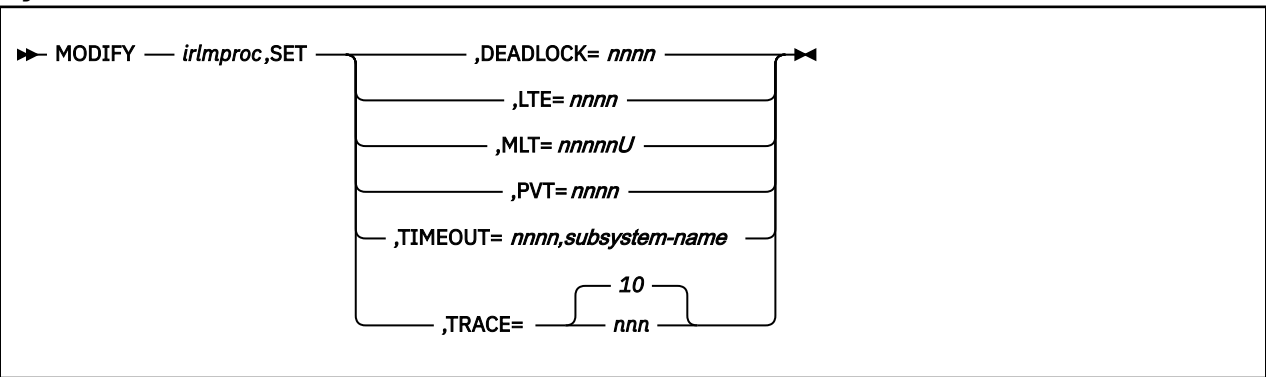 MODIFY irlmproc,SET ,DEADLOCK= nnnn
,LTE= nnnn
,MLT= nnnnnU
,PVT= nnnn
,TIMEOUT= nnnn,subsystem-name
10
,TRACE= nnn